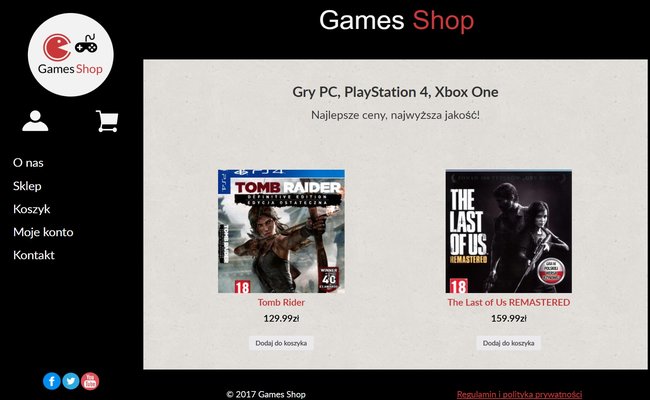 Games Shop
Games Shop
O nas
Sklep
Koszyk
Moje konto
Kontakt
Gry PC, PlayStation 4, Xbox One
Najlepsze ceny, najwyższa jakość!
PS4
TOMB RAIDER
DEFINITIVE EDITION
EDYCJA OSTATECZNA
WINNER
18
Tomb Rider
129.99zł
Dodaj do koszyka
THE LAST OF US
REMASTERED
18
The Last of Us REMASTERED
159.99zł
Dodaj do koszyka
You Tube
© 2017 Games Shop
Regulamin i polityka prywatności